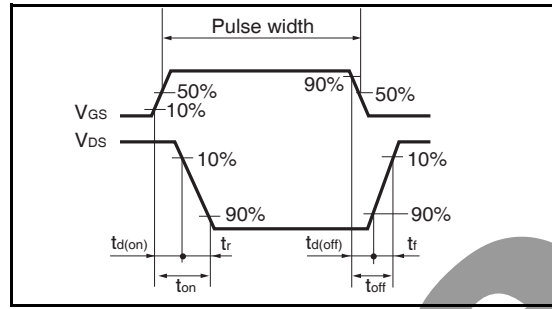 Pulse width
90%
50%
50%
10%
VGS
VDS
10%
10%
90%
90%
td(on)
tr
td(off)
tf
ton
toff